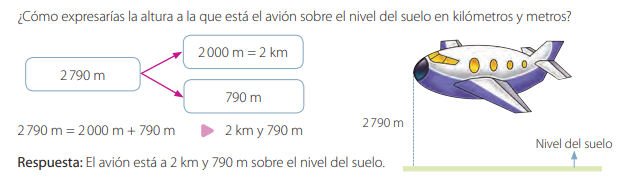 ¿Cómo expresarías la altura a la que está el avión sobre el nivel del suelo en kilómetros y metros?
2 790 m
2 000 m = 2 km
790 m
2 790 m = 2 000 m + 790 m
2 km y 790 m
Respuesta: El avión está a 2 km y 790 m sobre el nivel del suelo.
2 790 m
Nivel del suelo